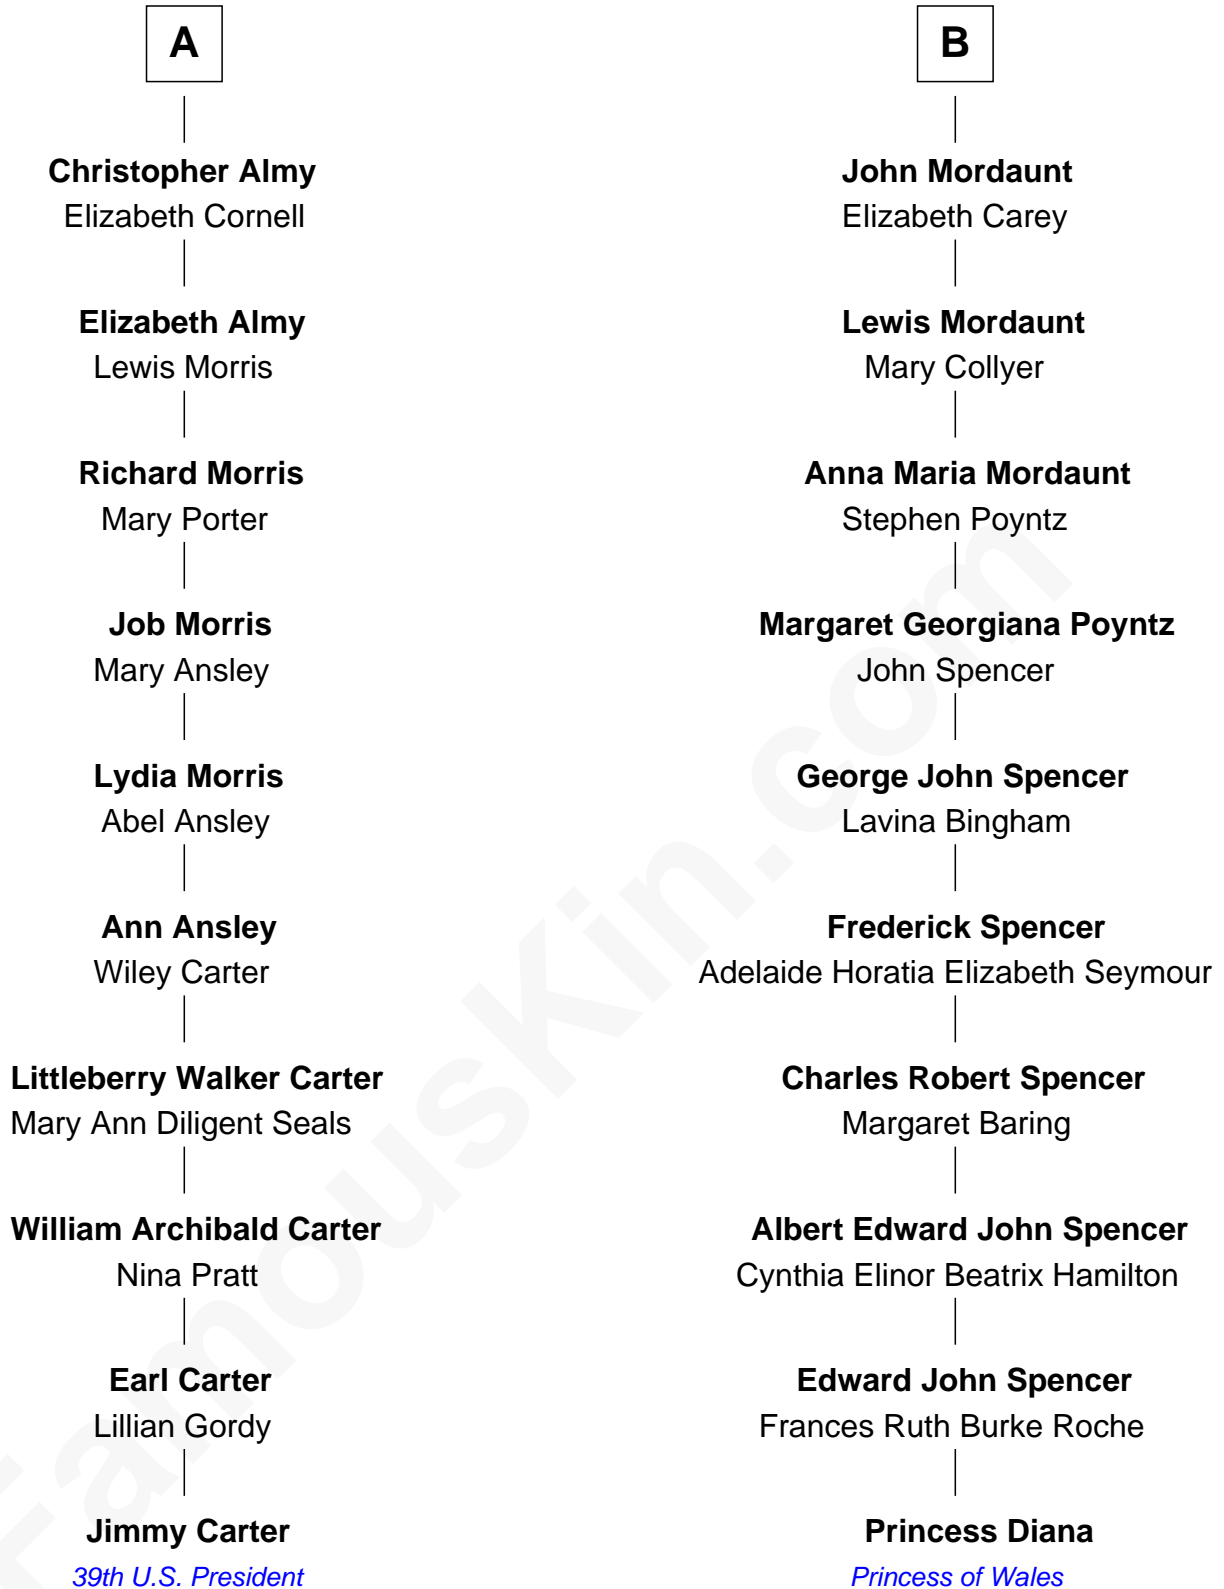 A
Christopher Almy
Elizabeth Cornell
Elizabeth Almy
Lewis Morris
Richard Morris
Mary Porter
Job Morris
Mary Ansley
Lydia Morris
Abel Ansley
Ann Ansley
Wiley Carter
Littleberry Walker Carter
Mary Ann Diligent Seals
William Archibald Carter
Nina Pratt
Earl Carter
Lillian Gordy
Jimmy Carter
39th U.S. President
B
John Mordaunt
Elizabeth Carey
Lewis Mordaunt
Mary Collyer
Anna Maria Mordaunt
Stephen Poyntz
Margaret Georgiana Poyntz
John Spencer
George John Spencer
Lavina Bingham
Frederick Spencer
Adelaide Horatia Elizabeth Seymour
Charles Robert Spencer
Margaret Baring
Albert Edward John Spencer
Cynthia Elinor Beatrix Hamilton
Edward John Spencer
Frances Ruth Burke Roche
Princess Diana
Princess of Wales
FamousKin.com